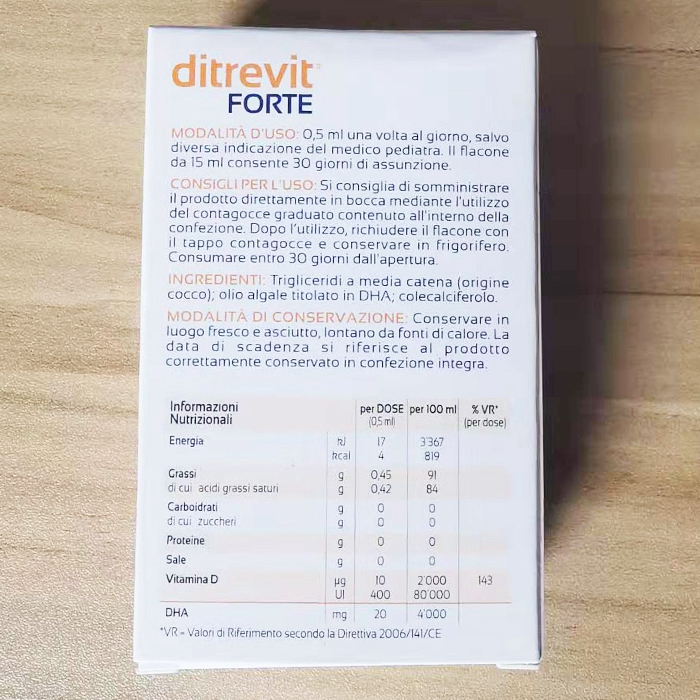 ditrevit®
FORTE
MODALITÀ D'USO: 0,5 ml una volta al giorno, salvo
diversa indicazione del medico pediatra. Il flacone
da 15 ml consente 30 giorni di assunzione.
CONSIGLI PER L'USO: Si consiglia di somministrare
il prodotto direttamente in bocca mediante l'utilizzo
del contagocce graduato contenuto all'interno della
confezione. Dopo l'utilizzo, richiudere il flacone con
il tappo contagocce e conservare in frigorifero.
Consumare entro 30 giorni dall'apertura.
INGREDIENTI: Trigliceridi a media catena (origine
cocco); olio algale titolato in DHA; colecalciferolo.
MODALITÀ DI CONSERVAZIONE: Conservare in
luogo fresco e asciutto, lontano da fonti di calore. La
data di scadenza si riferisce al prodotto
correttamente conservato in confezione integra.
Informazioni per DOSE per 100 ml % VR*
Nutrizionali (0,5 ml) (per dose)
Energia kJ 17 3'367
kcal 4 819
Grassi g 0,45 91
di cui acidi grassi saturi g 0,42 84
Carboidrati g 0 0
di cui zuccheri g 0 0
Proteine g 0 0
Sale g 0 0
Vitamina D µg 10 2'000 143
UI 400 80'000
DHA mg 20 4'000
*VR = Valori di Riferimento secondo la Direttiva 2006/141/CE